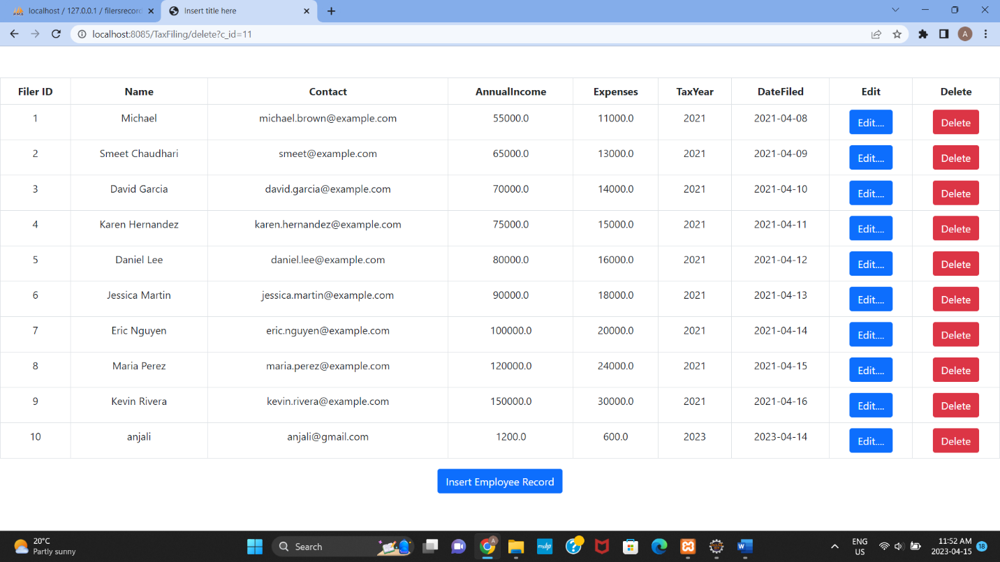 localhost / 127.0.0.1 / filersrecord
Insert title here
localhost:8085/TaxFiling/delete?c_id=11
A
Filer ID Name Contact AnnualIncome Expenses TaxYear DateFiled Edit Delete
1 Michael michael.brown@example.com 55000.0 11000.0 2021 2021-04-08 Edit.... Delete
2 Smeet Chaudhari smeet@example.com 65000.0 13000.0 2021 2021-04-09 Edit.... Delete
3 David Garcia david.garcia@example.com 70000.0 14000.0 2021 2021-04-10 Edit.... Delete
4 Karen Hernandez karen.hernandez@example.com 75000.0 15000.0 2021 2021-04-11 Edit.... Delete
5 Daniel Lee daniel.lee@example.com 80000.0 16000.0 2021 2021-04-12 Edit.... Delete
6 Jessica Martin jessica.martin@example.com 90000.0 18000.0 2021 2021-04-13 Edit.... Delete
7 Eric Nguyen eric.nguyen@example.com 100000.0 20000.0 2021 2021-04-14 Edit.... Delete
8 Maria Perez maria.perez@example.com 120000.0 24000.0 2021 2021-04-15 Edit.... Delete
9 Kevin Rivera kevin.rivera@example.com 150000.0 30000.0 2021 2021-04-16 Edit.... Delete
10 anjali anjali@gmail.com 1200.0 600.0 2023 2023-04-14 Edit.... Delete
Insert Employee Record
20°C
Partly sunny
Search
ENG
US
11:52 AM
2023-04-15
18